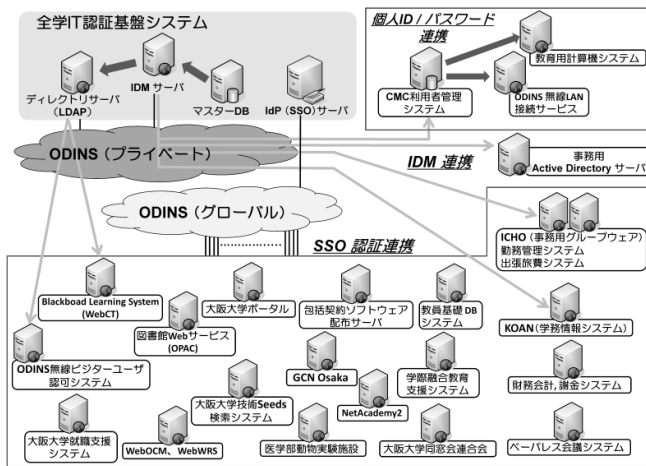 全学IT認証基盤システム
IDM サーバ
ディレクトリサーバ
(LDAP)
マスターDB
IdP (SSO)サーバ
個人ID / パスワード
連携
教育用計算機システム
CMC利用者管理
システム
ODINS 無線LAN
接続サービス
ODINS（プライベート）
IDM 連携
事務用
Active Directory サーバ
ODINS（グローバル）
SSO 認証連携
ICHO（事務用グループウェア）
勤務管理システム
出張旅費システム
Blackboad Learning System
(WebCT)
大阪大学ポータル
包括契約ソフトウェア
配布サーバ
教員基礎 DB
システム
図書館Webサービス
(OPAC)
KOAN（学務情報システム）
ODINS無線ビジターユーザ
認可システム
GCN Osaka
学際融合教育
支援システム
財務会計, 謝金システム
大阪大学技術Seeds
検索システム
NetAcademy2
大阪大学就職支援
システム
WebOCM、WebWRS
医学部動物実験施設
大阪大学同窓会連合会
ペーパレス会議システム